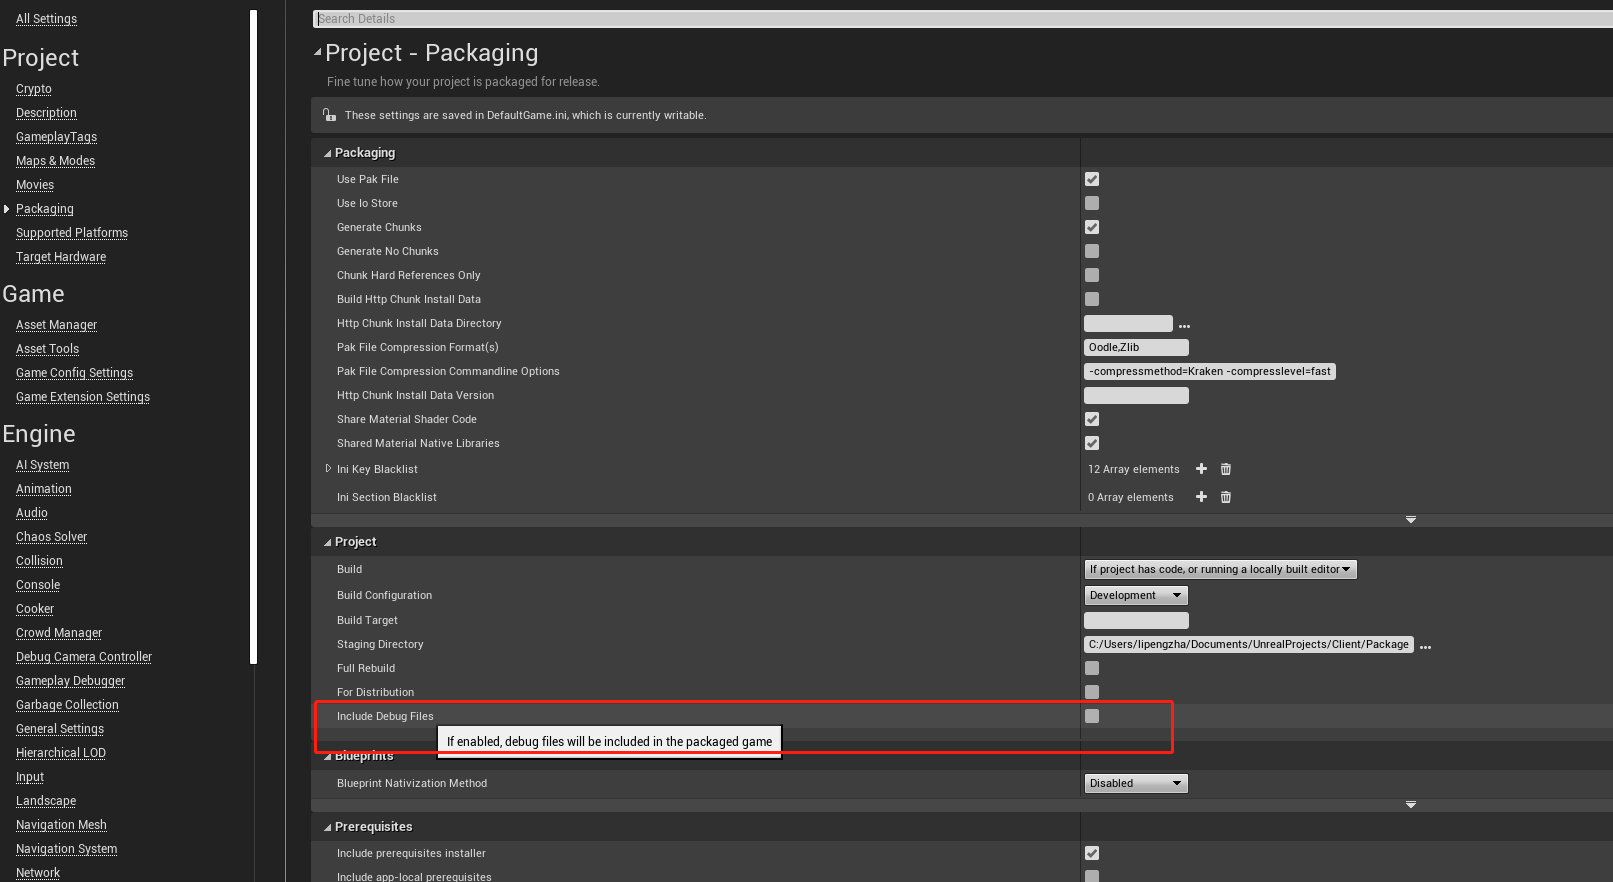 All Settings
Project
Crypto
Description
GameplayTags
Maps & Modes
Movies
Packaging
Supported Platforms
Target Hardware
Game
Asset Manager
Asset Tools
Game Config Settings
Game Extension Settings
Engine
AI System
Animation
Audio
Chaos Solver
Collision
Console
Cooker
Crowd Manager
Debug Camera Controller
Gameplay Debugger
Garbage Collection
General Settings
Hierarchical LOD
Input
Landscape
Navigation Mesh
Navigation System
Network
Search Details
Project - Packaging
Fine tune how your project is packaged for release.
These settings are saved in DefaultGame.ini, which is currently writable.
Packaging
Use Pak File
Use Io Store
Generate Chunks
Generate No Chunks
Chunk Hard References Only
Build Http Chunk Install Data
Http Chunk Install Data Directory ...
Pak File Compression Format(s) Oodle,Zlib
Pak File Compression Commandline Options -compressmethod=Kraken -compresslevel=fast
Http Chunk Install Data Version
Share Material Shader Code
Shared Material Native Libraries
Ini Key Blacklist 12 Array elements
Ini Section Blacklist 0 Array elements
Project
Build If project has code, or running a locally built editor
Build Configuration Development
Build Target
Staging Directory C:/Users/lipengzha/Documents/UnrealProjects/Client/Package ...
Full Rebuild
For Distribution
Include Debug Files
If enabled, debug files will be included in the packaged game
Blueprints
Blueprint Nativization Method Disabled
Prerequisites
Include prerequisites installer
Include app-local prerequisites